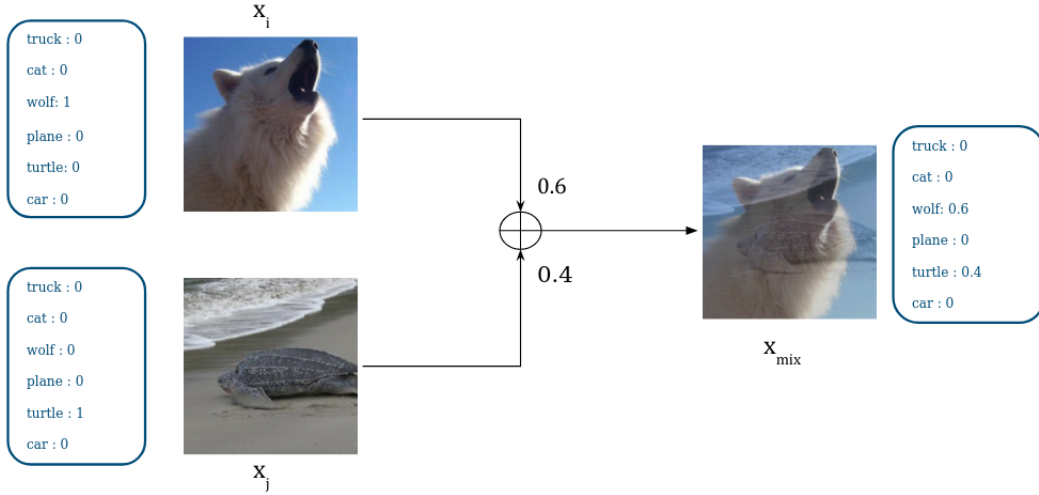 x_i
truck : 0
cat : 0
wolf: 1
plane : 0
turtle: 0
car : 0
0.6
0.4
truck : 0
cat : 0
wolf : 0
plane : 0
turtle : 1
car : 0
x_j
truck : 0
cat : 0
wolf: 0.6
plane : 0
turtle : 0.4
car : 0
x_mix